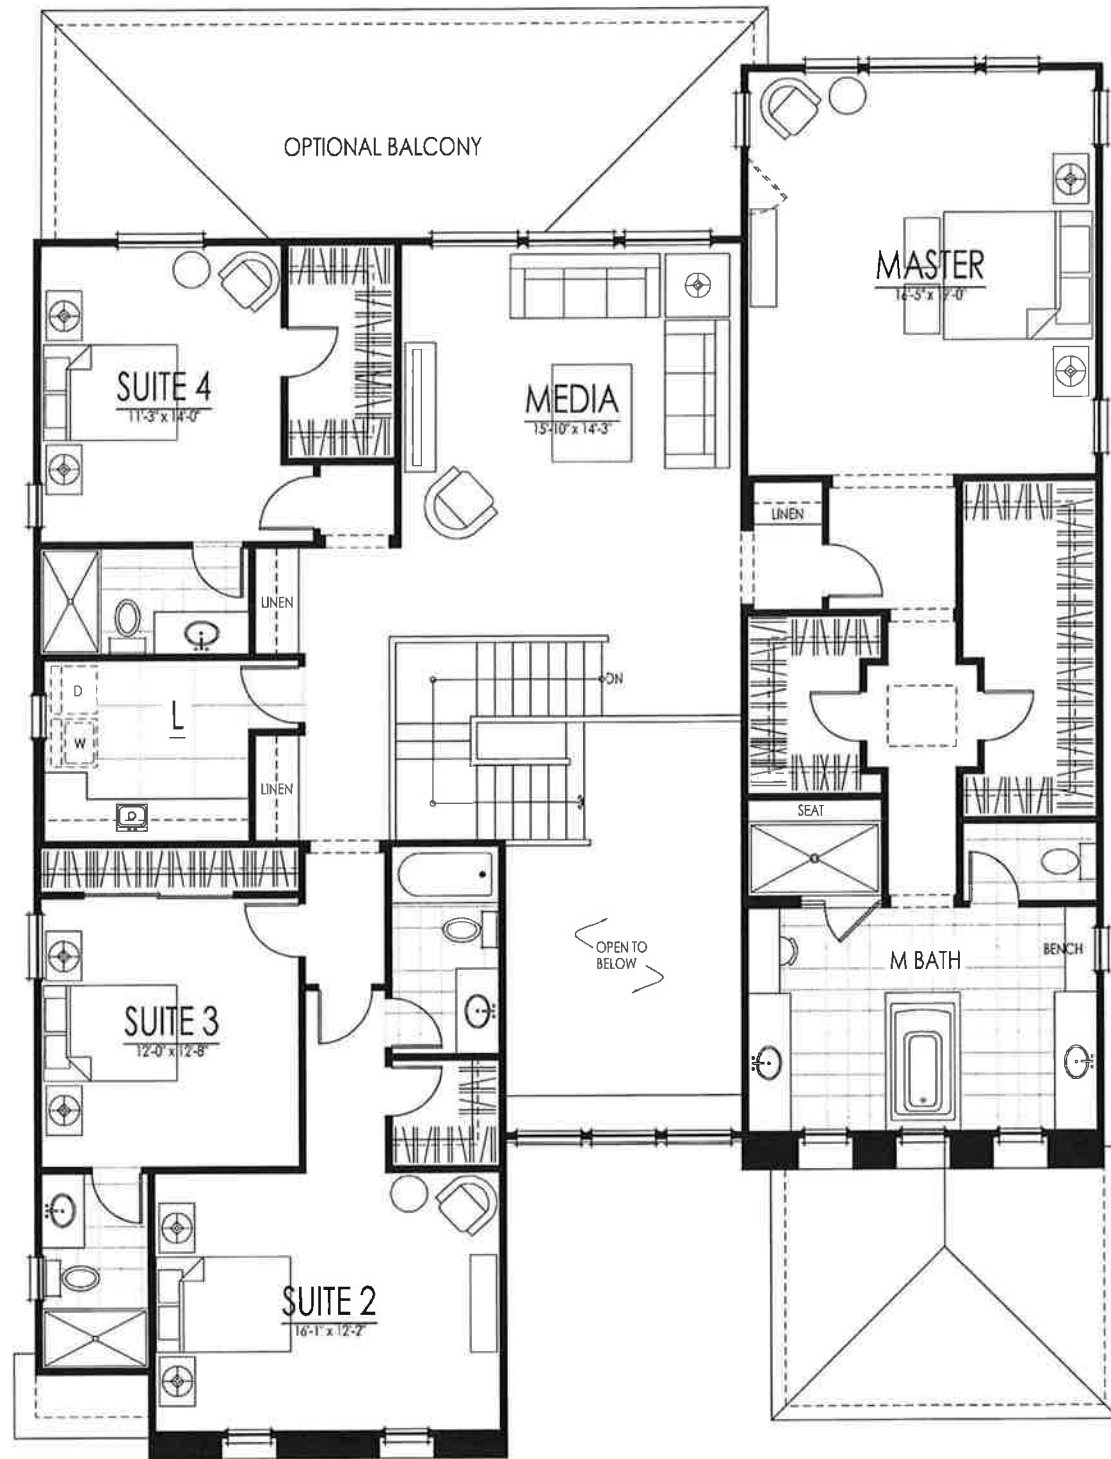 OPTIONAL BALCONY
MASTER
SUITE 4
11'-3" x 14'-0"
MEDIA
15'-10" x 14'-3"
LINEN
LINEN
DN
D
L
W
LINEN
SEAT
OPEN TO
BELOW
M BATH
BENCH
SUITE 3
12'-0" x 12'-8"
SUITE 2
16'-1" x 12'-2"